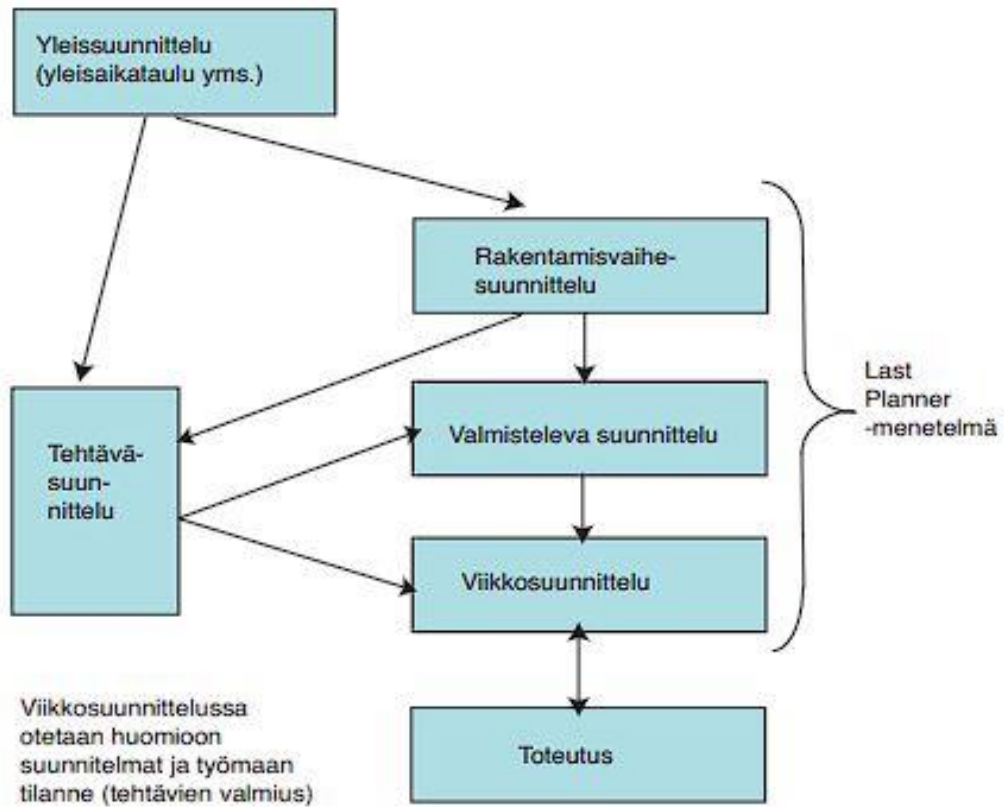 Yleissuunnittelu
(yleisaikataulu yms.)
Rakentamisvaihe-
suunnittelu
Last
Planner
-menetelmä
Tehtävä-
suun-
nittelu
Valmisteleva suunnittelu
Viikkosuunnittelu
Viikkosuunnittelussa
otetaan huomioon
suunnitelmat ja työmaan
tilanne (tehtävien valmius)
Toteutus